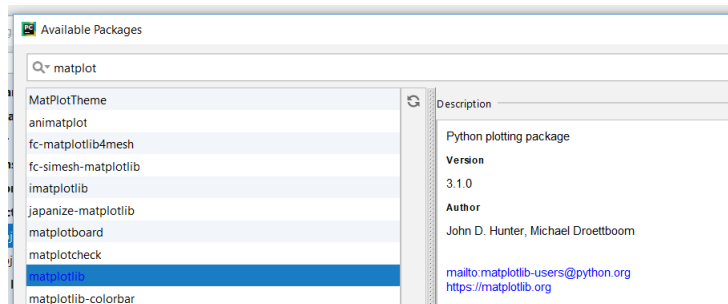 PC Available Packages
matplot
MatPlotTheme
animatplot
fc-matplotlib4mesh
fc-simesh-matplotlib
imatplotlib
japanize-matplotlib
matplotboard
matplotcheck
matplotlib
matplotlib-colorbar
Description
Python plotting package
Version
3.1.0
Author
John D. Hunter, Michael Droettboom
mailto:matplotlib-users@python.org
https://matplotlib.org